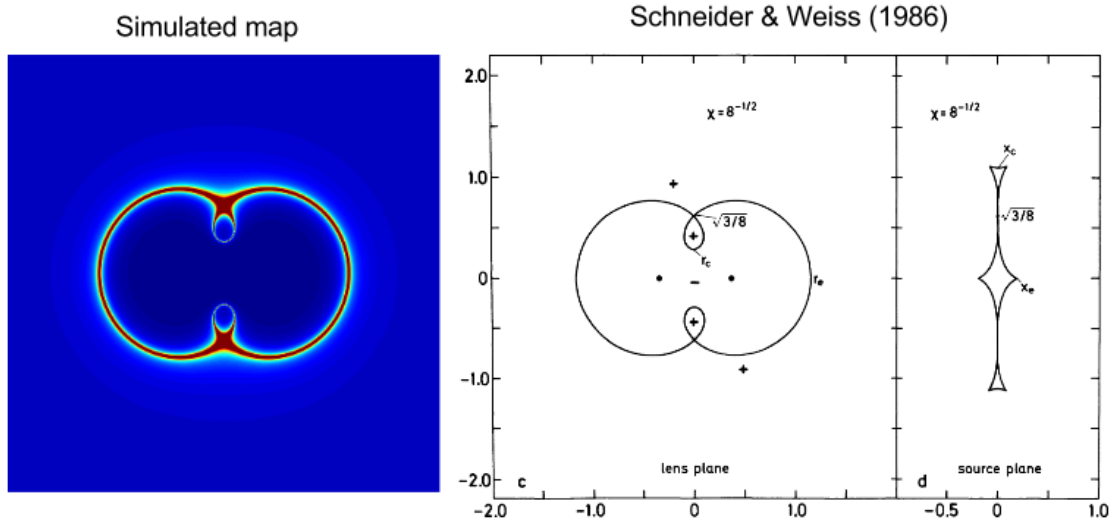 Simulated map
Schneider & Weiss (1986)
2.0
1.0
0
-1.0
-2.0
χ = 8^{-1/2}
+
√3/8
+
r_c
r_e
−
+
+
lens plane
c
-2.0
-1.0
0
1.0
χ = 8^{-1/2}
x_c
√3/8
x_e
source plane
d
-0.5
0
1.0